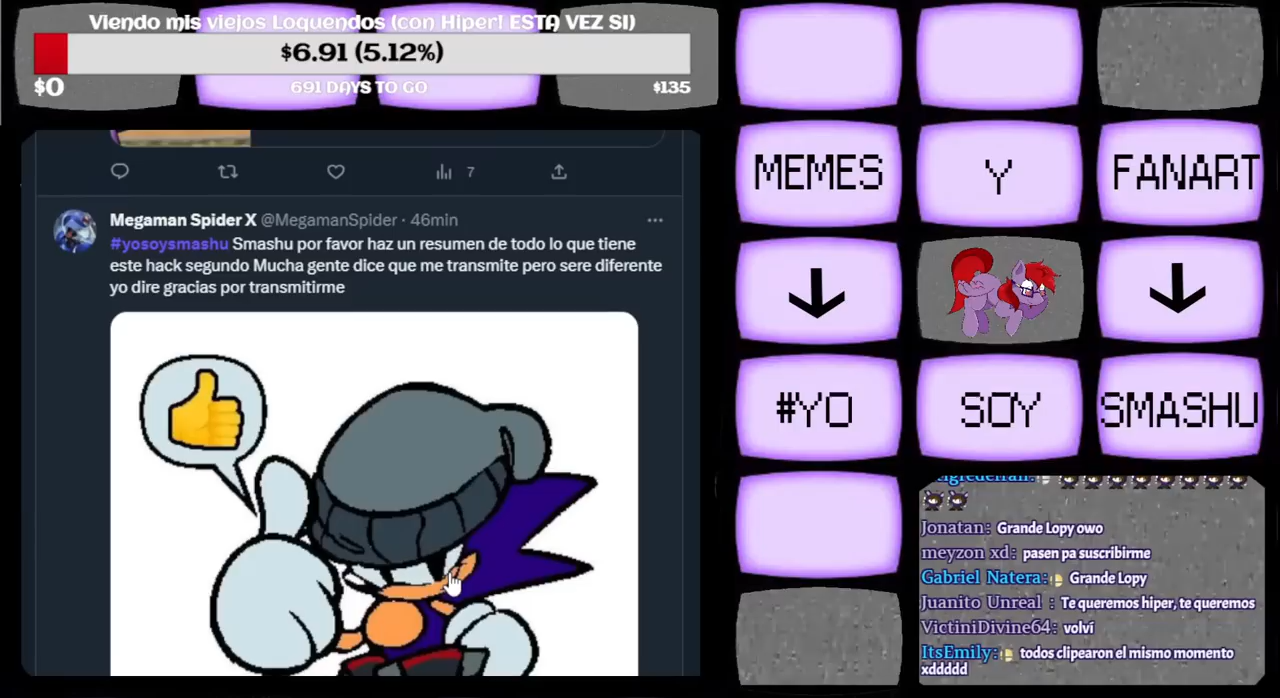 Viendo mis viejos Loquendos (con Hiper! ESTA VEZ SI)
$6.91 (5.12%)
$0
691 DAYS TO GO
$135
7
Megaman Spider X @MegamanSpider · 46min
#yosoysmashu Smashu por favor haz un resumen de todo lo que tiene
este hack segundo Mucha gente dice que me transmite pero sere diferente
yo dire gracias por transmitirme
MEMES Y FANART
#YO SOY SMASHU
Jonatan: Grande Lopy owo
meyzon xd: pasen pa suscribirme
Gabriel Natera: Grande Lopy
Juanito Unreal : Te queremos hiper, te queremos
VictiniDivine64: volví
ItsEmily: todos cliperon el mismo momento
xddddd